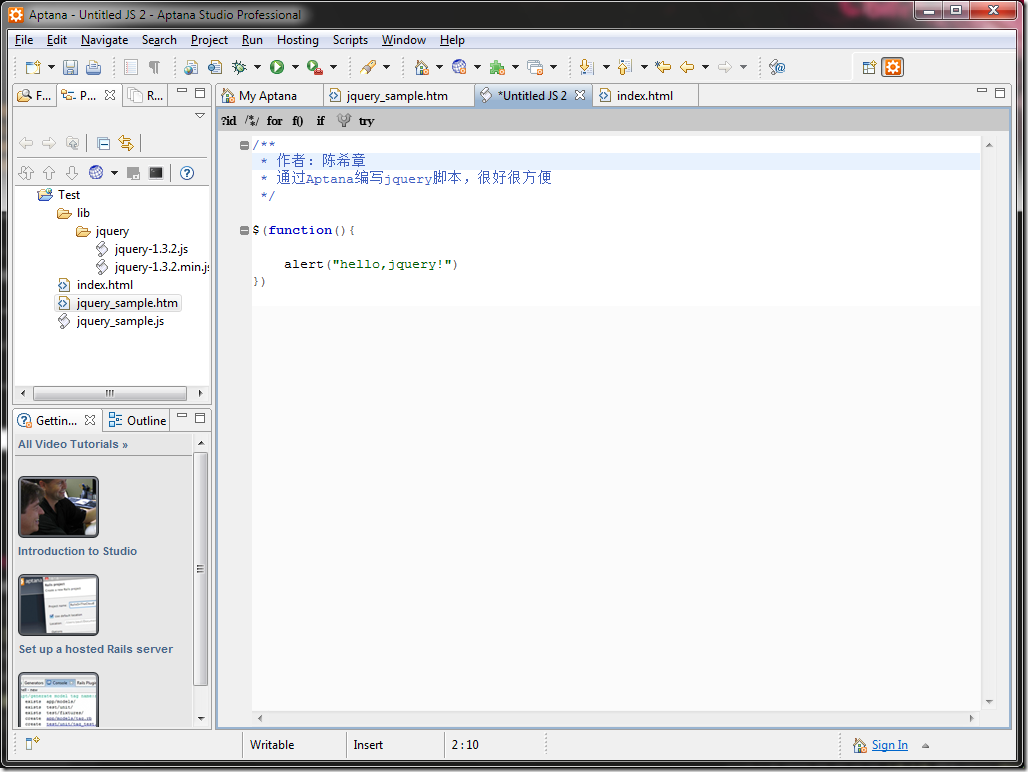 Aptana - Untitled JS 2 - Aptana Studio Professional
File Edit Navigate Search Project Run Hosting Scripts Window Help
F... P... R...
My Aptana jquery_sample.htm *Untitled JS 2 index.html
?id /*/ for f() if try
Test
lib
jquery
jquery-1.3.2.js
jquery-1.3.2.min.js
index.html
jquery_sample.htm
jquery_sample.js
/**
* 作者：陈希章
* 通过Aptana编写jquery脚本，很好很方便
*/
$(function(){
alert("hello,jquery!")
})
Gettin... Outline
All Video Tutorials »
Introduction to Studio
Set up a hosted Rails server
Writable Insert 2 : 10 Sign In